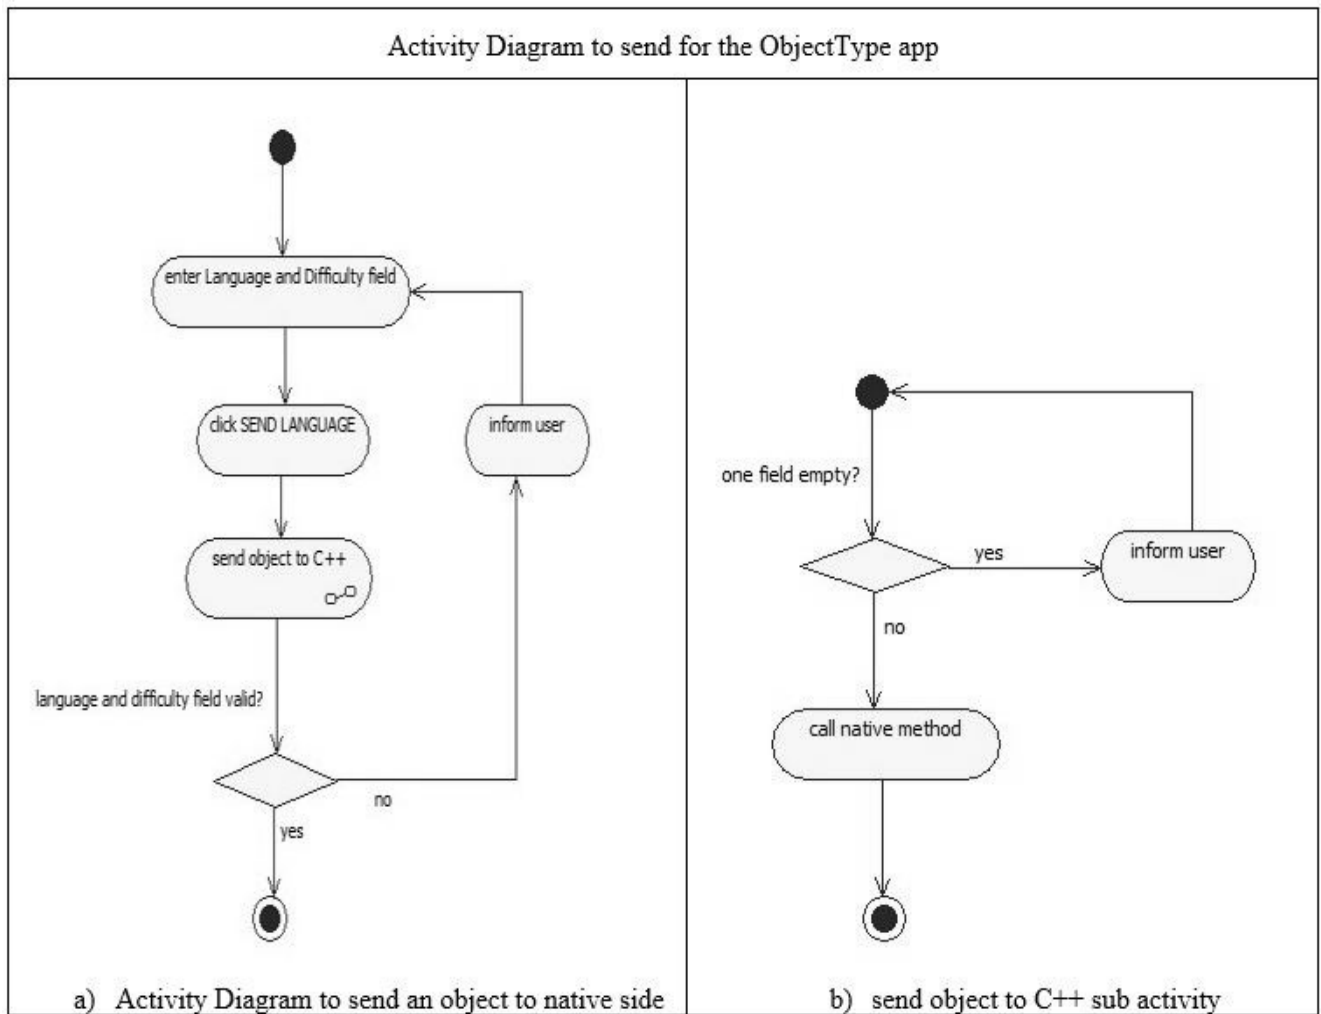 Activity Diagram to send for the ObjectType app
enter Language and Difficulty field
click SEND LANGUAGE
inform user
send object to C++
language and difficulty field valid?
no
yes
a) Activity Diagram to send an object to native side
one field empty?
yes
inform user
no
call native method
b) send object to C++ sub activity